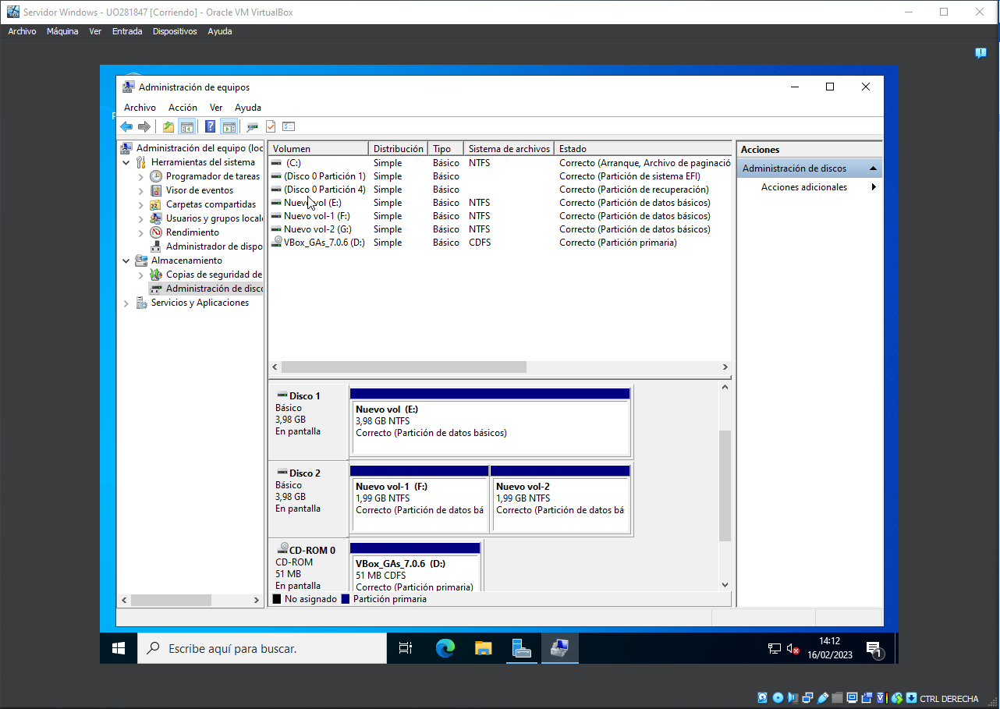 Servidor Windows - UO281847 [Corriendo] - Oracle VM VirtualBox
Archivo Máquina Ver Entrada Dispositivos Ayuda
Administración de equipos
Archivo Acción Ver Ayuda
Administración del equipo (loc
Herramientas del sistema
Programador de tareas
Visor de eventos
Carpetas compartidas
Usuarios y grupos locale
Rendimiento
Administrador de dispo
Almacenamiento
Copias de seguridad de
Administración de disco
Servicios y Aplicaciones
Volumen Distribución Tipo Sistema de archivos Estado
(C:) Simple Básico NTFS Correcto (Arranque, Archivo de paginació
(Disco 0 Partición 1) Simple Básico Correcto (Partición de sistema EFI)
(Disco 0 Partición 4) Simple Básico Correcto (Partición de recuperación)
Nuevo vol (E:) Simple Básico NTFS Correcto (Partición de datos básicos)
Nuevo vol-1 (F:) Simple Básico NTFS Correcto (Partición de datos básicos)
Nuevo vol-2 (G:) Simple Básico NTFS Correcto (Partición de datos básicos)
VBox_GAs_7.0.6 (D:) Simple Básico CDFS Correcto (Partición primaria)
Acciones
Administración de discos
Acciones adicionales
Disco 1
Básico
3,98 GB
En pantalla
Nuevo vol (E:)
3,98 GB NTFS
Correcto (Partición de datos básicos)
Disco 2
Básico
3,98 GB
En pantalla
Nuevo vol-1 (F:)
1,99 GB NTFS
Correcto (Partición de datos bá
Nuevo vol-2
1,99 GB NTFS
Correcto (Partición de datos bá
CD-ROM 0
CD-ROM
51 MB
En pantalla
VBox_GAs_7.0.6 (D:)
51 MB CDFS
Correcto (Partición primaria)
No asignado Partición primaria
Escribe aquí para buscar.
14:12
16/02/2023
1
CTRL DERECHA